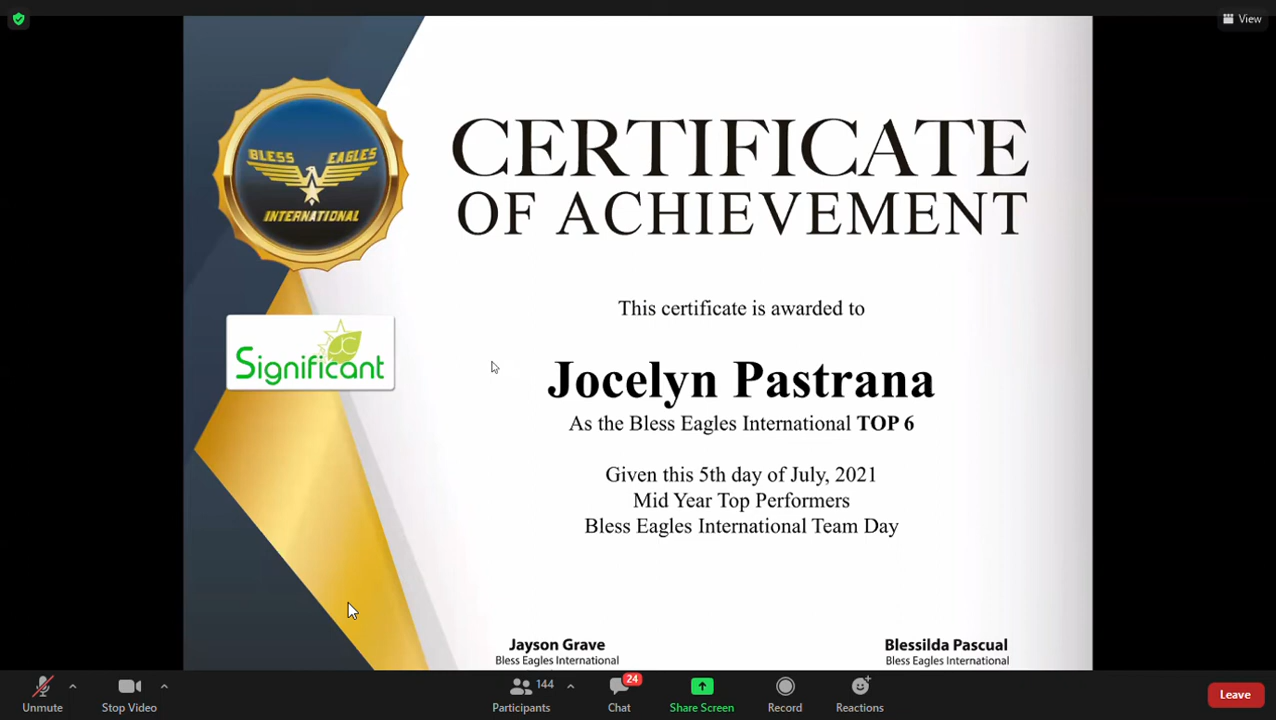 View
BLESS EAGLES
INTERNATIONAL
CERTIFICATE
OF ACHIEVEMENT
This certificate is awarded to
JC
Significant
Jocelyn Pastrana
As the Bless Eagles International TOP 6
Given this 5th day of July, 2021
Mid Year Top Performers
Bless Eagles International Team Day
Jayson Grave
Bless Eagles International
Blessilda Pascual
Bless Eagles International
Unmute
Stop Video
144
Participants
24
Chat
Share Screen
Record
Reactions
Leave